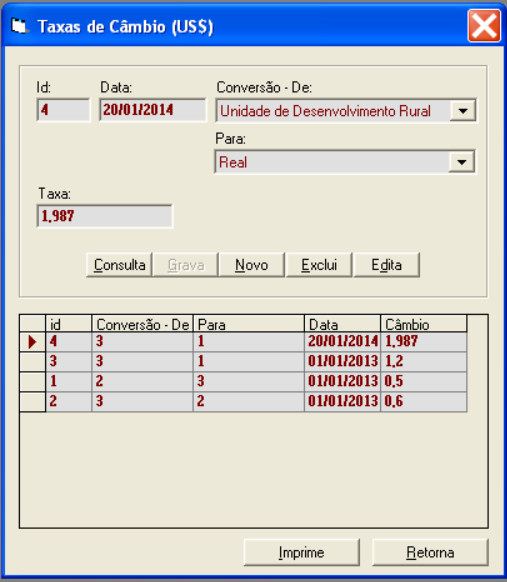 Taxas de Câmbio (US$)
Id: Data: Conversão - De:
4 20/01/2014 Unidade de Desenvolvimento Rural
Para:
Real
Taxa:
1,987
Consulta Grava Novo Exclui Edita
id Conversão - De Para Data Câmbio
4 3 1 20/01/2014 1,987
3 3 1 01/01/2013 1,2
1 2 3 01/01/2013 0,5
2 3 2 01/01/2013 0,6
Imprime Retorna